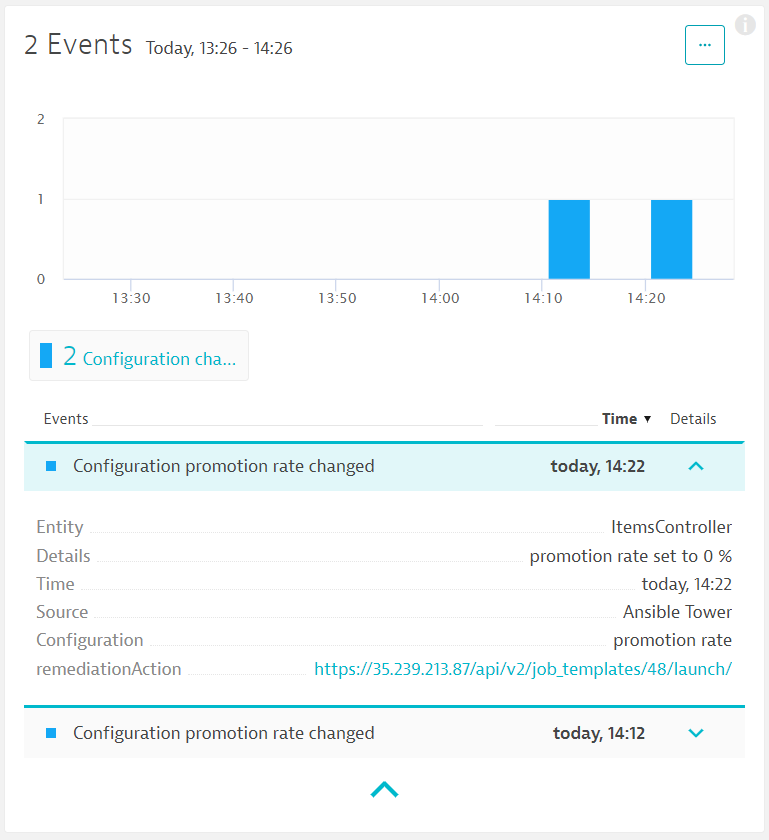 2 Events Today, 13:26 - 14:26
...
i
2
1
0
13:30 13:40 13:50 14:00 14:10 14:20
2 Configuration cha...
Events Time ▼ Details
Configuration promotion rate changed today, 14:22
Entity ItemsController
Details promotion rate set to 0 %
Time today, 14:22
Source Ansible Tower
Configuration promotion rate
remediationAction https://35.239.213.87/api/v2/job_templates/48/launch/
Configuration promotion rate changed today, 14:12